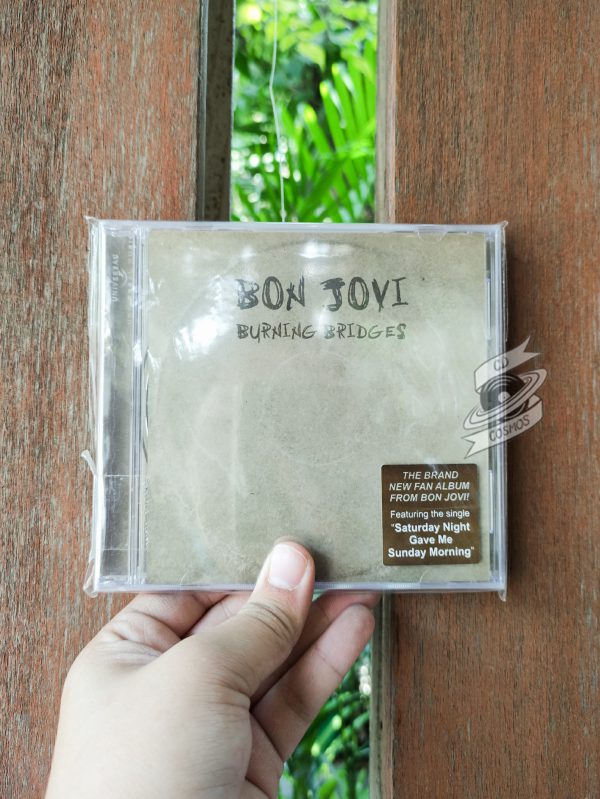 BON JOVI
BURNING BRIDGES
CD
COSMOS
THE BRAND
NEW FAN ALBUM
FROM BON JOVI!
Featuring the single
"Saturday Night
Gave Me
Sunday Morning"